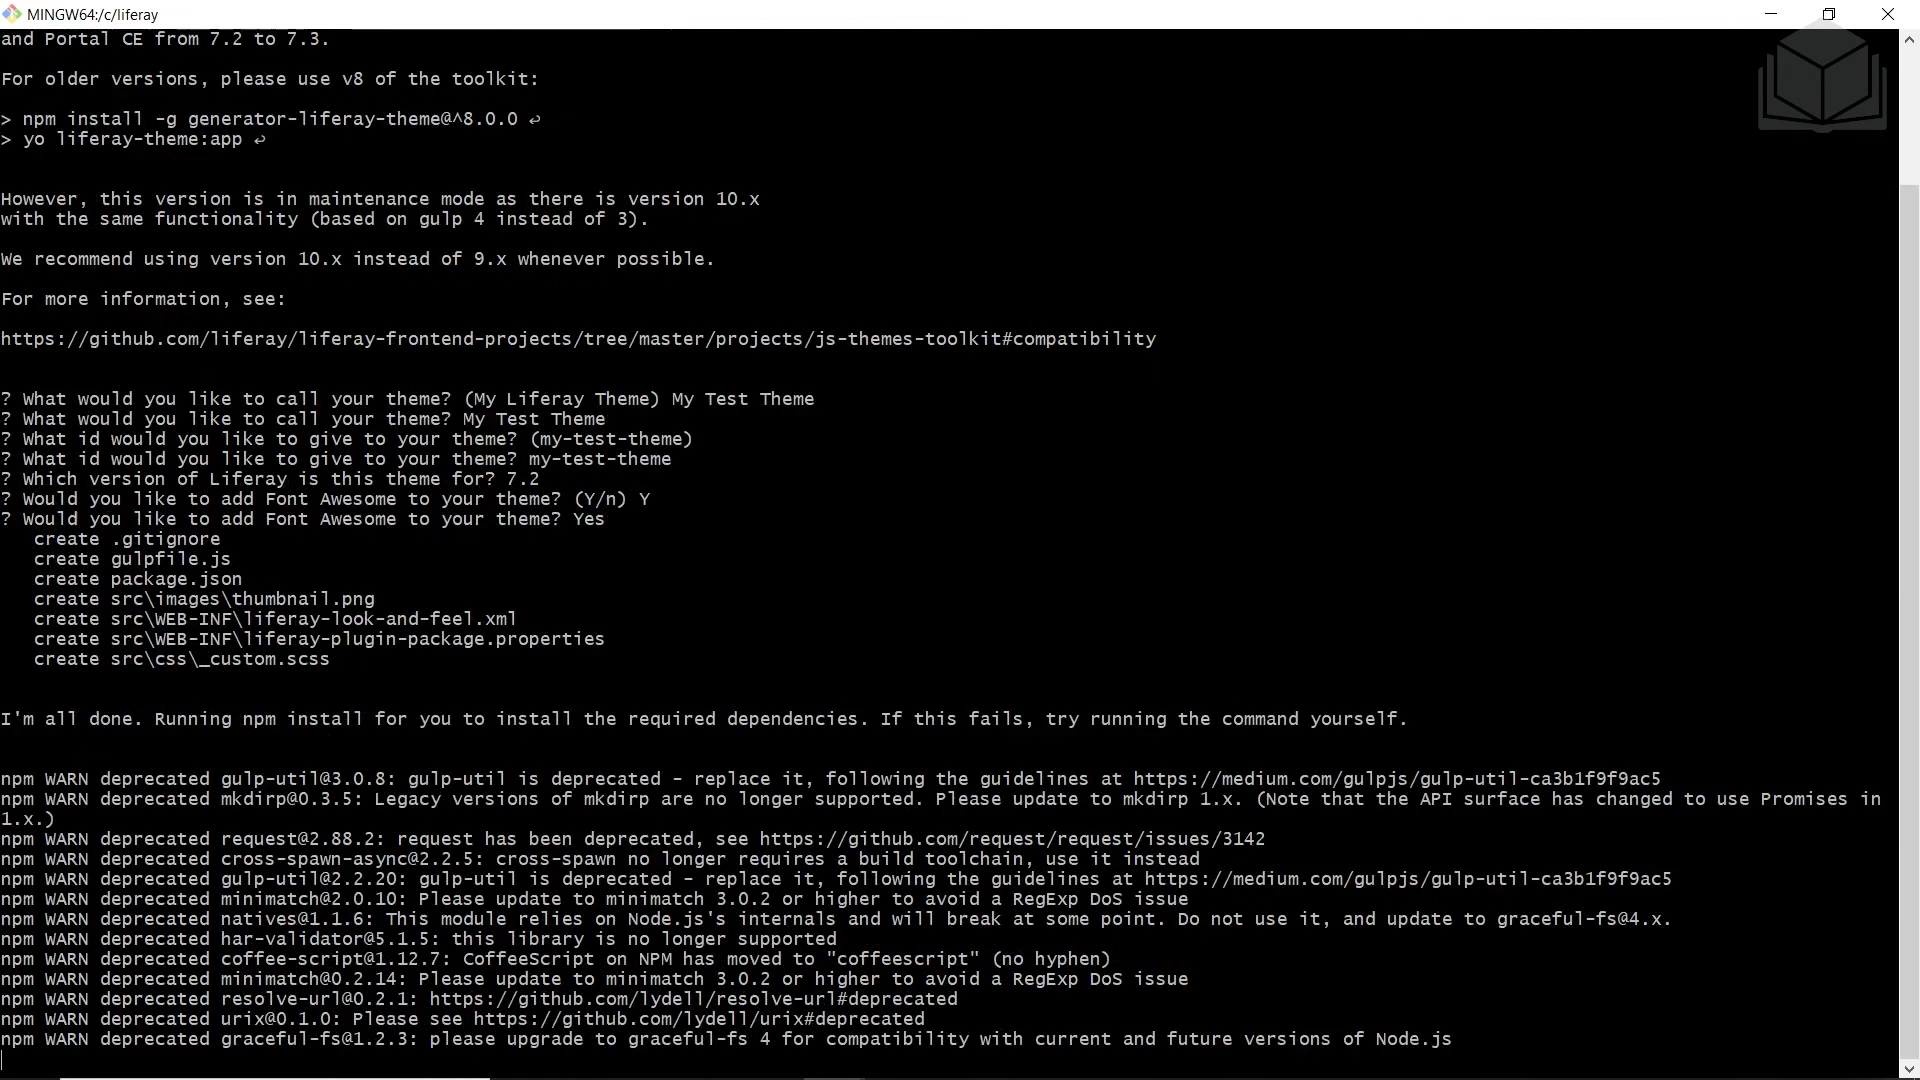 MINGW64:/c/liferay
and Portal CE from 7.2 to 7.3.
For older versions, please use v8 of the toolkit:
> npm install -g generator-liferay-theme@^8.0.0 ↩
> yo liferay-theme:app ↩
However, this version is in maintenance mode as there is version 10.x
with the same functionality (based on gulp 4 instead of 3).
We recommend using version 10.x instead of 9.x whenever possible.
For more information, see:
https://github.com/liferay/liferay-frontend-projects/tree/master/projects/js-themes-toolkit#compatibility
? What would you like to call your theme? (My Liferay Theme) My Test Theme
? What would you like to call your theme? My Test Theme
? What id would you like to give to your theme? (my-test-theme)
? What id would you like to give to your theme? my-test-theme
? Which version of Liferay is this theme for? 7.2
? Would you like to add Font Awesome to your theme? (Y/n) Y
? Would you like to add Font Awesome to your theme? Yes
create .gitignore
create gulpfile.js
create package.json
create src\images\thumbnail.png
create src\WEB-INF\liferay-look-and-feel.xml
create src\WEB-INF\liferay-plugin-package.properties
create src\css\_custom.scss
I'm all done. Running npm install for you to install the required dependencies. If this fails, try running the command yourself.
npm WARN deprecated gulp-util@3.0.8: gulp-util is deprecated - replace it, following the guidelines at https://medium.com/gulpjs/gulp-util-ca3b1f9f9ac5
npm WARN deprecated mkdirp@0.3.5: Legacy versions of mkdirp are no longer supported. Please update to mkdirp 1.x. (Note that the API surface has changed to use Promises in
1.x.)
npm WARN deprecated request@2.88.2: request has been deprecated, see https://github.com/request/request/issues/3142
npm WARN deprecated cross-spawn-async@2.2.5: cross-spawn no longer requires a build toolchain, use it instead
npm WARN deprecated gulp-util@2.2.20: gulp-util is deprecated - replace it, following the guidelines at https://medium.com/gulpjs/gulp-util-ca3b1f9f9ac5
npm WARN deprecated minimatch@2.0.10: Please update to minimatch 3.0.2 or higher to avoid a RegExp DoS issue
npm WARN deprecated natives@1.1.6: This module relies on Node.js's internals and will break at some point. Do not use it, and update to graceful-fs@4.x.
npm WARN deprecated har-validator@5.1.5: this library is no longer supported
npm WARN deprecated coffee-script@1.12.7: CoffeeScript on NPM has moved to "coffeescript" (no hyphen)
npm WARN deprecated minimatch@0.2.14: Please update to minimatch 3.0.2 or higher to avoid a RegExp DoS issue
npm WARN deprecated resolve-url@0.2.1: https://github.com/lydell/resolve-url#deprecated
npm WARN deprecated urix@0.1.0: Please see https://github.com/lydell/urix#deprecated
npm WARN deprecated graceful-fs@1.2.3: please upgrade to graceful-fs 4 for compatibility with current and future versions of Node.js